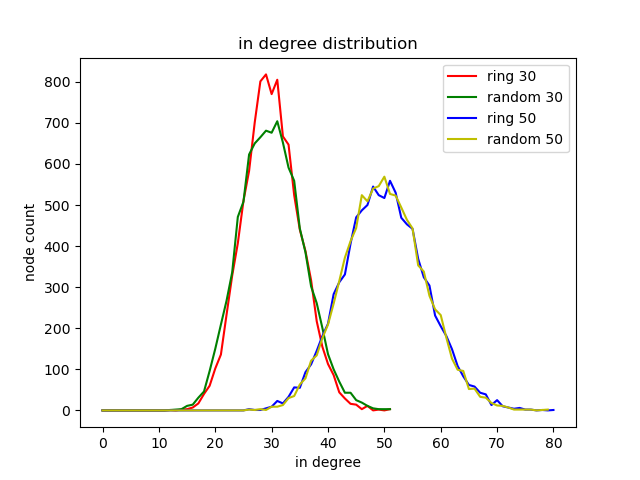 in degree distribution
ring 30
random 30
ring 50
random 50
node count
800
700
600
500
400
300
200
100
0
0 10 20 30 40 50 60 70 80
in degree